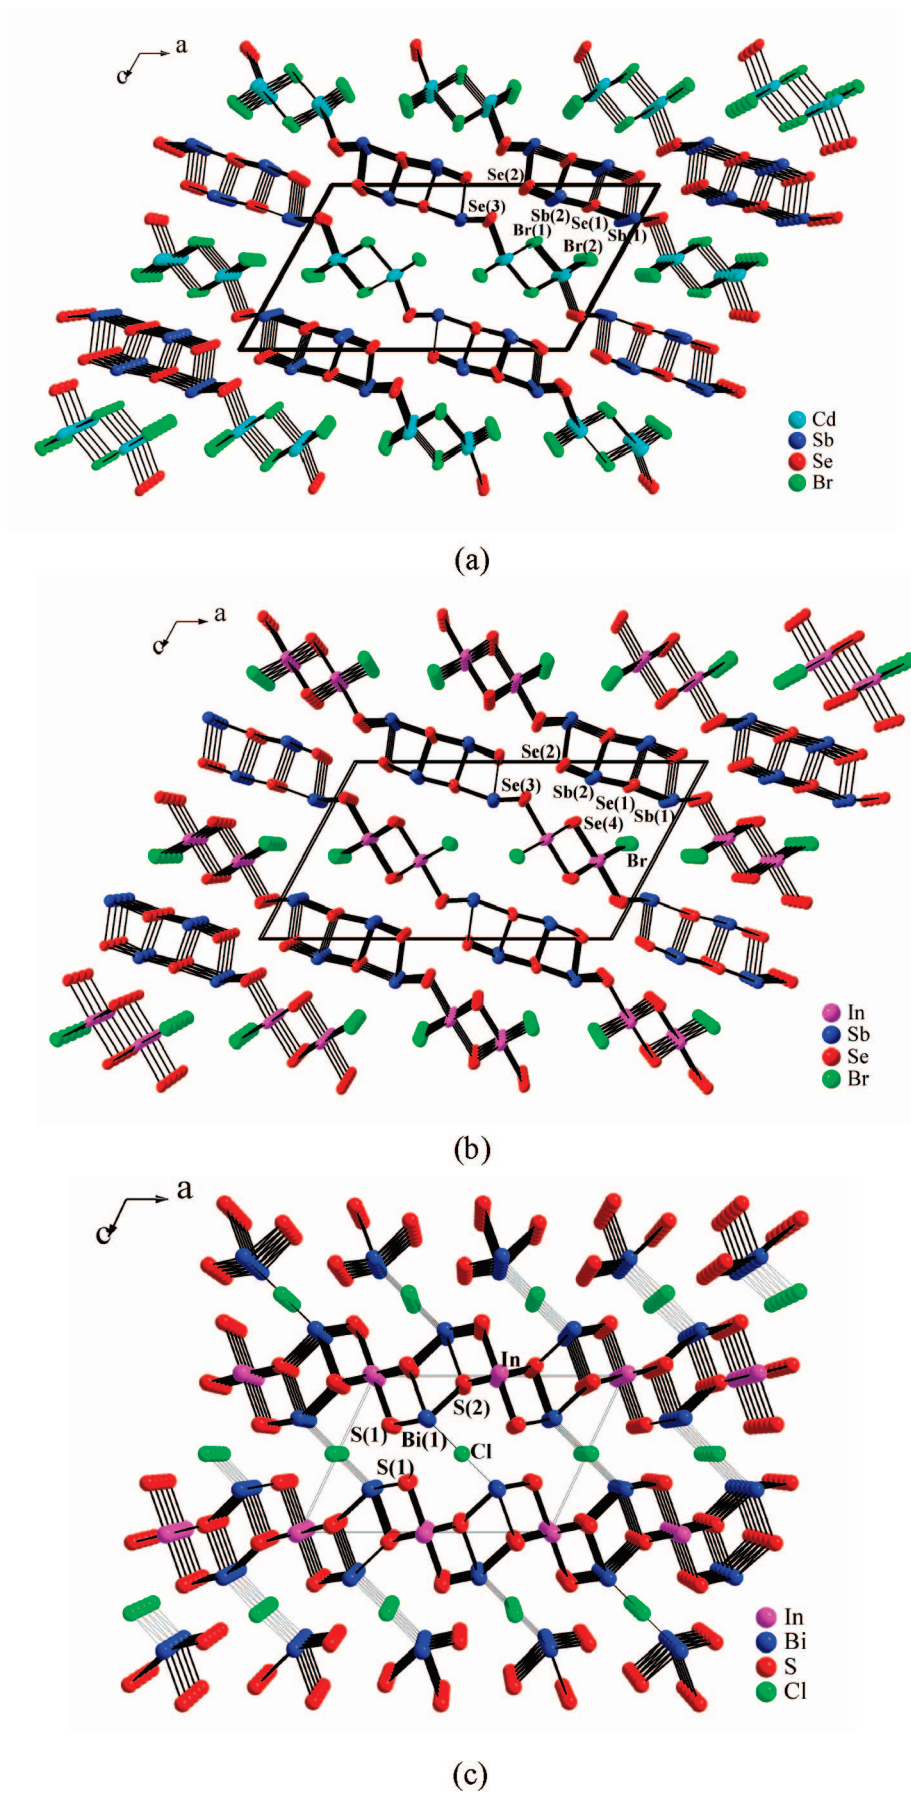 a
c
Se(2)
Se(3)
Sb(2)
Se(1)
Br(1)
Sb(1)
Br(2)
Cd
Sb
Se
Br
(a)
a
c
Se(2)
Se(3)
Sb(2)
Se(1)
Sb(1)
Se(4)
Br
In
Sb
Se
Br
(b)
a
c
In
S(2)
S(1)
Bi(1)
Cl
S(1)
In
Bi
S
Cl
(c)